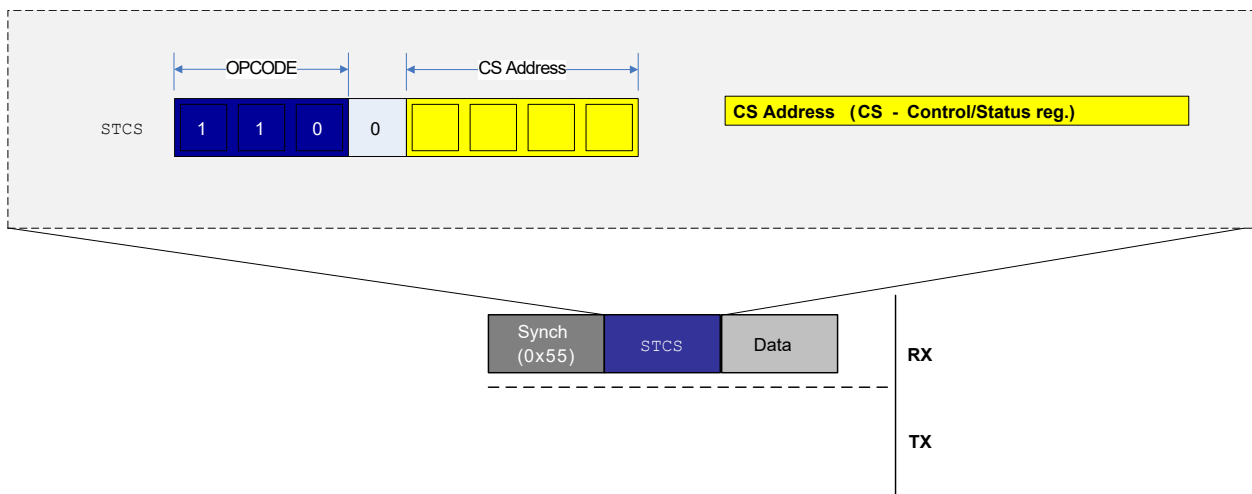 OPCODE CS Address
STCS 1 1 0 0
CS Address (CS - Control/Status reg.)
Synch
(0x55)
STCS
Data
RX
TX